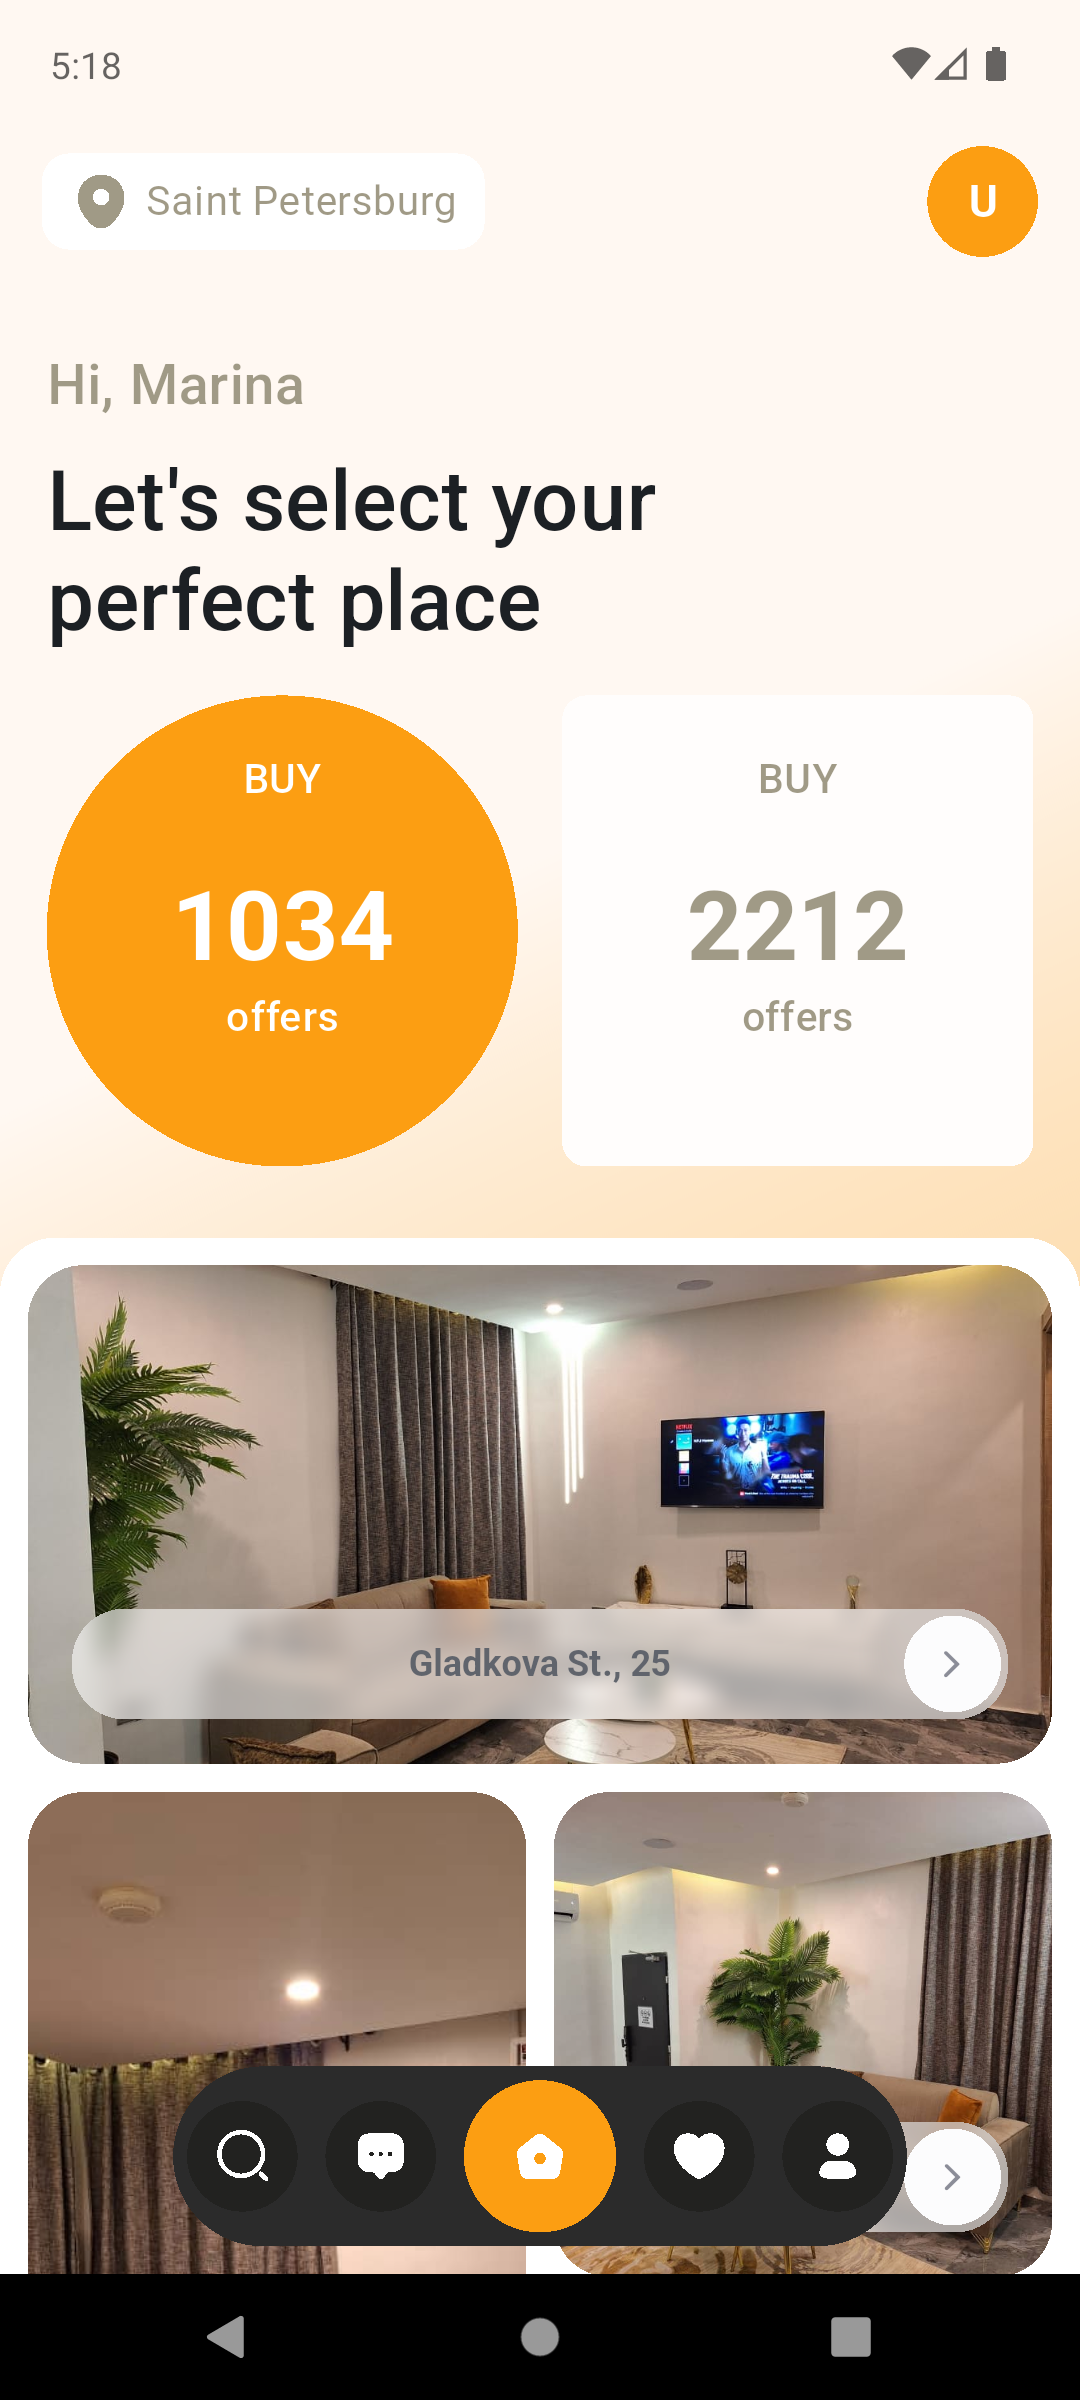 5:18
Saint Petersburg
U
Hi, Marina
Let's select your
perfect place
BUY
1034
offers
BUY
2212
offers
Gladkova St., 25